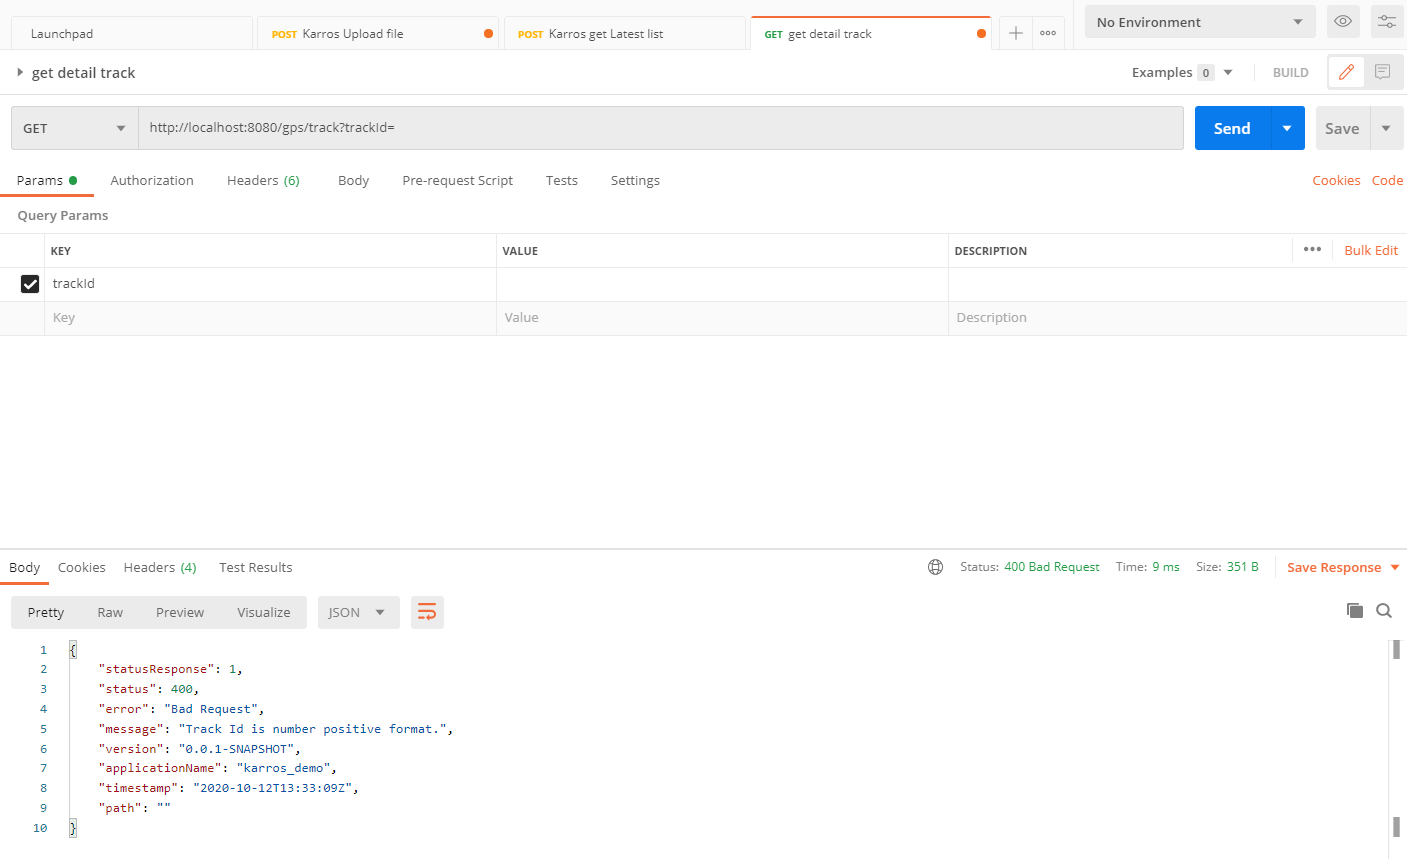 Launchpad
POST Karros Upload file
POST Karros get Latest list
GET get detail track
No Environment
get detail track
Examples 0
BUILD
GET
http://localhost:8080/gps/track?trackId=
Send
Save
Params
Authorization
Headers (6)
Body
Pre-request Script
Tests
Settings
Cookies Code
Query Params
KEY
VALUE
DESCRIPTION
Bulk Edit
trackId
Key
Value
Description
Body
Cookies
Headers (4)
Test Results
Status: 400 Bad Request
Time: 9 ms
Size: 351 B
Save Response
Pretty
Raw
Preview
Visualize
JSON
1 {
2 "statusResponse": 1,
3 "status": 400,
4 "error": "Bad Request",
5 "message": "Track Id is number positive format.",
6 "version": "0.0.1-SNAPSHOT",
7 "applicationName": "karros_demo",
8 "timestamp": "2020-10-12T13:33:09Z",
9 "path": ""
10 }